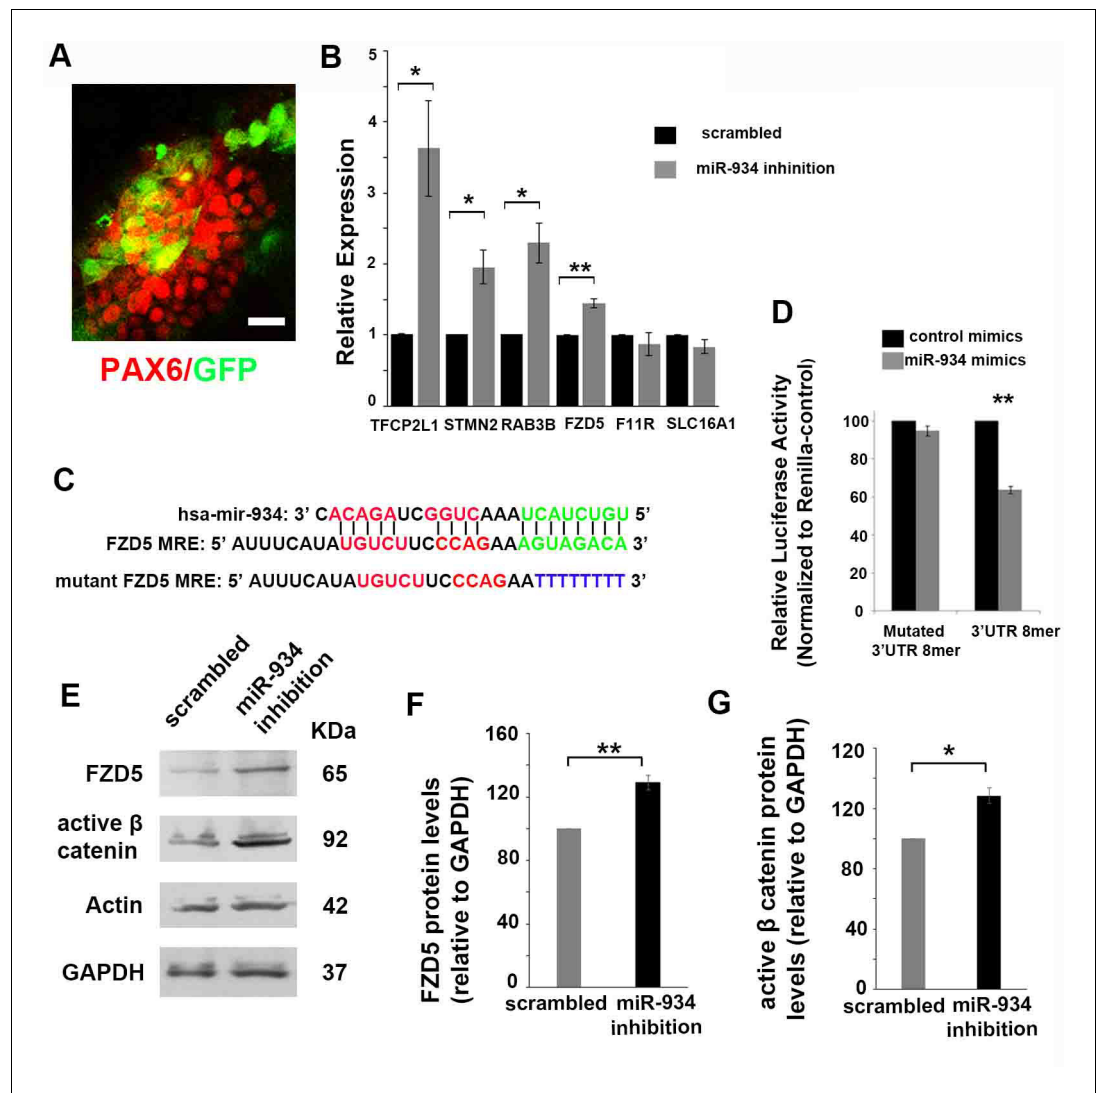 A
PAX6/GFP
B
Relative Expression
5
4
3
2
1
0
*
*
*
**
scrambled
miR-934 inhinition
TFCP2L1 STMN2 RAB3B FZD5 F11R SLC16A1
C
hsa-mir-934: 3’ CACAGAUCGGUCAAAUCAUCUGU 5’
FZD5 MRE: 5’ AUUUCAUAUGUCUUCCCAGAAAGUAGACA 3’
mutant FZD5 MRE: 5’ AUUUCAUAUGUCUUUCCCAGAATTTTTTTT 3’
D
control mimics
miR-934 mimics
Relative Luciferase Activity
(Normalized to Renilla-control)
100
80
60
40
20
0
**
Mutated
3’UTR 8mer
3’UTR 8mer
E
scrambled
miR-934
inhibition
KDa
FZD5 65
active β
catenin 92
Actin 42
GAPDH 37
F
FZD5 protein levels
(relative to GAPDH)
160
120
80
40
0
**
scrambled
miR-934
inhibition
G
active β catenin protein
levels (relative to GAPDH)
120
120
80
40
0
*
scrambled
miR-934
inhibition